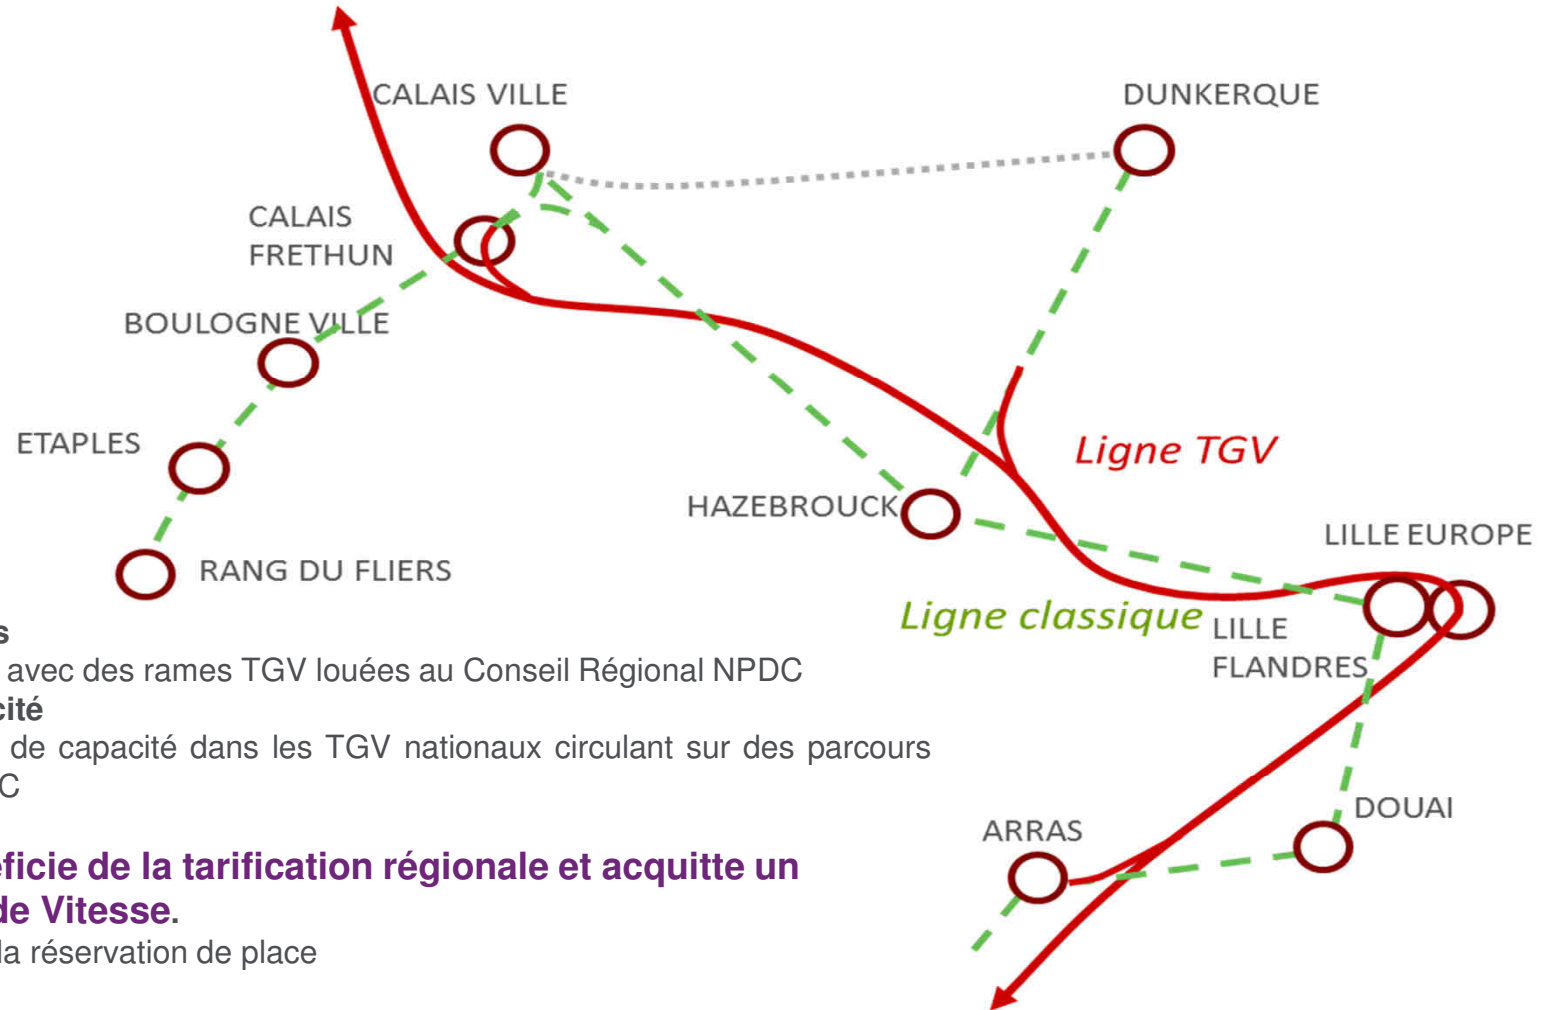 CALAIS VILLE
DUNKERQUE
CALAIS
FRETHUN
BOULOGNE VILLE
ETAPLES
Ligne TGV
HAZEBROUCK
LILLE EUROPE
RANG DU FLIERS
Ligne classique
LILLE
FLANDRES
s
avec des rames TGV louées au Conseil Régional NPDC
cité
de capacité dans les TGV nationaux circulant sur des parcours
C
DOUAI
ARRAS
éficie de la tarification régionale et acquitte un
de Vitesse.
la réservation de place